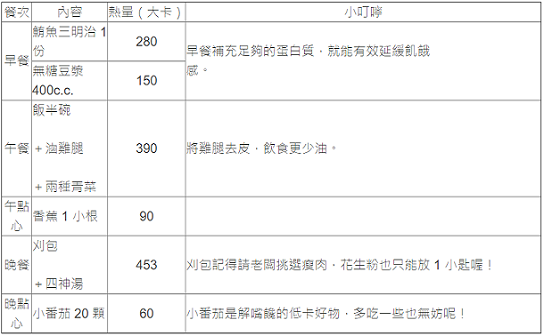 餐次 內容 熱量（大卡） 小叮嚀
早餐
鮪魚三明治 1
份
280
早餐補充足夠的蛋白質，就能有效延緩飢餓
感。
無糖豆漿
400c.c.
150
午餐
飯半碗
+ 滷雞腿
+ 兩種青菜
390
將雞腿去皮，飲食更少油。
午點
心
香蕉 1 小根
90
晚餐
刈包
+ 四神湯
453
刈包記得請老闆挑選瘦肉，花生粉也只能放 1 小匙喔！
晚點
心
小番茄 20 顆
60
小番茄是解嘴饞的低卡好物，多吃一些也無妨呢！